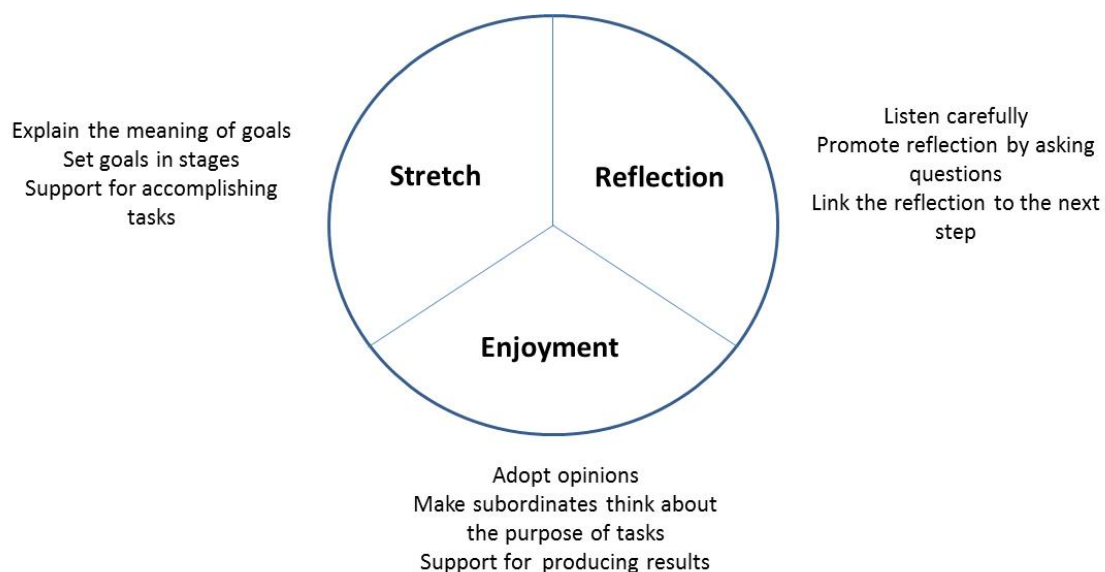 Explain the meaning of goals
Set goals in stages
Support for accomplishing
tasks
Stretch
Reflection
Listen carefully
Promote reflection by asking
questions
Link the reflection to the next
step
Enjoyment
Adopt opinions
Make subordinates think about
the purpose of tasks
Support for producing results